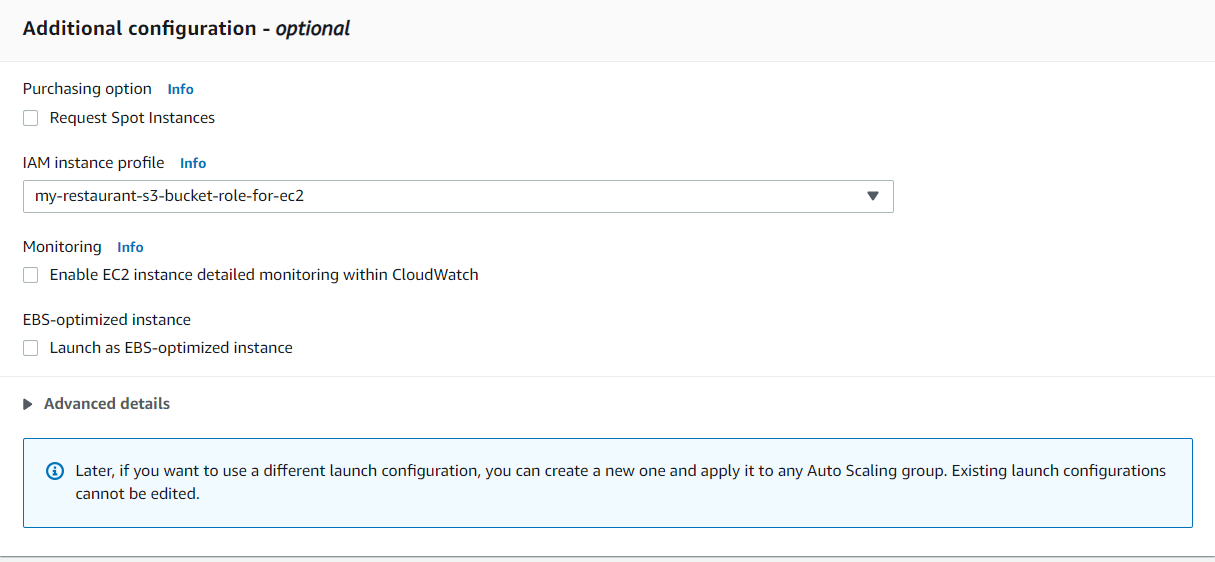 Additional configuration - optional
Purchasing option Info
Request Spot Instances
IAM instance profile Info
my-restaurant-s3-bucket-role-for-ec2
Monitoring Info
Enable EC2 instance detailed monitoring within CloudWatch
EBS-optimized instance
Launch as EBS-optimized instance
Advanced details
Later, if you want to use a different launch configuration, you can create a new one and apply it to any Auto Scaling group. Existing launch configurations
cannot be edited.